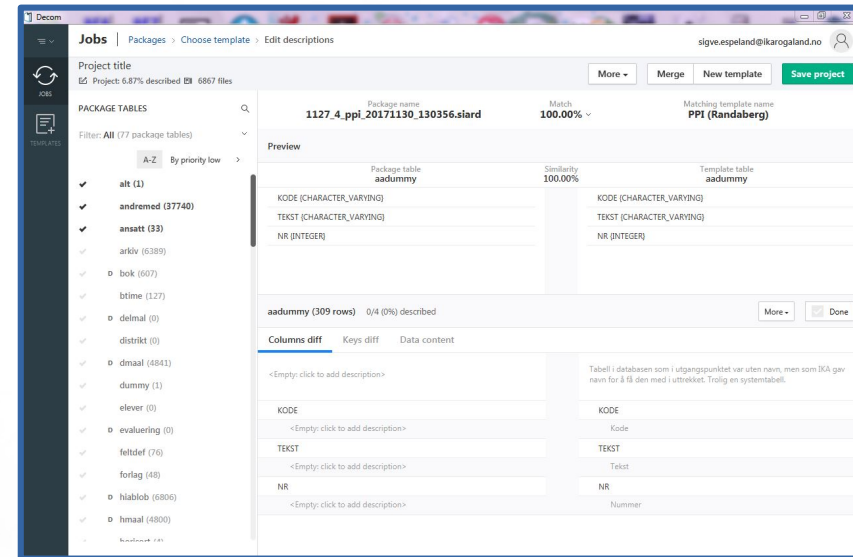 Decom
Jobs | Packages > Choose template > Edit descriptions
sigve.espeland@ikarogaland.no
JOBS
TEMPLATES
Project title
Project: 6.87% described 6867 files
More
Merge
New template
Save project
PACKAGE TABLES
Filter: All (77 package tables)
A-Z By priority low >
alt (1)
andremed (37740)
ansatt (33)
arkiv (6389)
D bok (607)
btime (127)
D delmal (0)
distrikt (0)
D dmaal (4841)
dummy (1)
elever (0)
D evaluering (0)
feltdef (76)
forlag (48)
D hiablob (6806)
D hmaal (4800)
Package name
1127_4_ppi_20171130_130356.siard
Match
100.00%
Matching template name
PPI (Randaberg)
Preview
Package table
aadummy
Similarity
100.00%
Template table
aadummy
KODE {CHARACTER_VARYING}
KODE {CHARACTER_VARYING}
TEKST {CHARACTER_VARYING}
TEKST {CHARACTER_VARYING}
NR {INTEGER}
NR {INTEGER}
aadummy (309 rows) 0/4 (0%) described
More
Done
Columns diff Keys diff Data content
<Empty: click to add description>
Tabell i databasen som i utgangspunktet var uten navn, men som IKA gav
navn for å få den med i uttrekket. Trolig en systemtabell.
KODE
KODE
<Empty: click to add description>
Kode
TEKST
TEKST
<Empty: click to add description>
Tekst
NR
NR
<Empty: click to add description>
Nummer